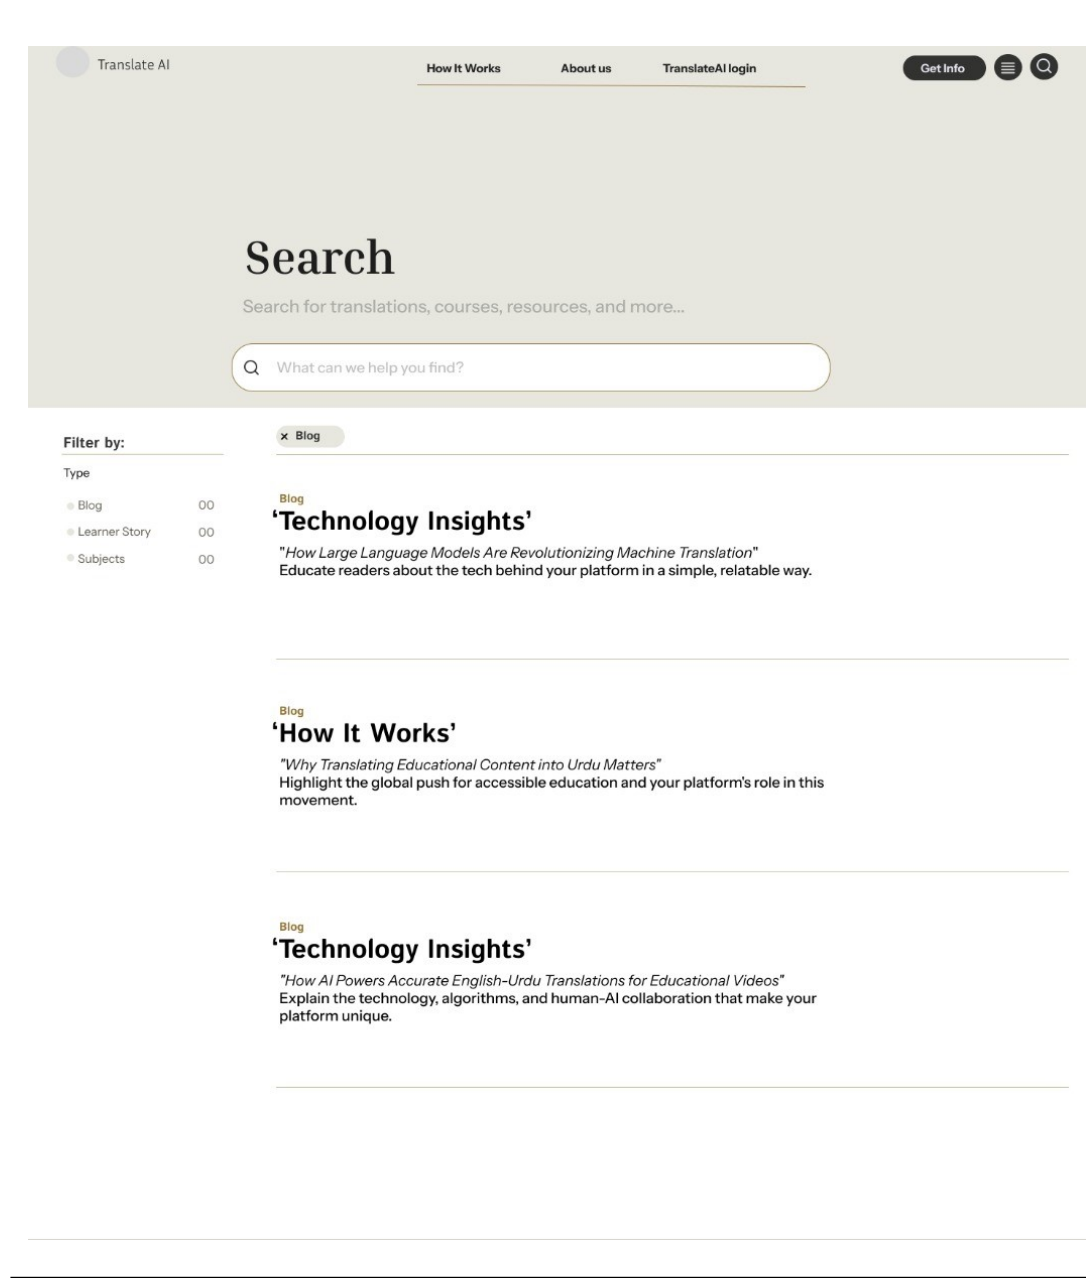 Translate AI
How It Works
About us
TranslateAI login
Get Info
Search
Search for translations, courses, resources, and more...
What can we help you find?
Filter by:
Type
Blog 00
Learner Story 00
Subjects 00
× Blog
Blog
‘Technology Insights’
"How Large Language Models Are Revolutionizing Machine Translation"
Educate readers about the tech behind your platform in a simple, relatable way.
Blog
‘How It Works’
"Why Translating Educational Content into Urdu Matters"
Highlight the global push for accessible education and your platform's role in this
movement.
Blog
‘Technology Insights’
"How AI Powers Accurate English-Urdu Translations for Educational Videos"
Explain the technology, algorithms, and human-AI collaboration that make your
platform unique.